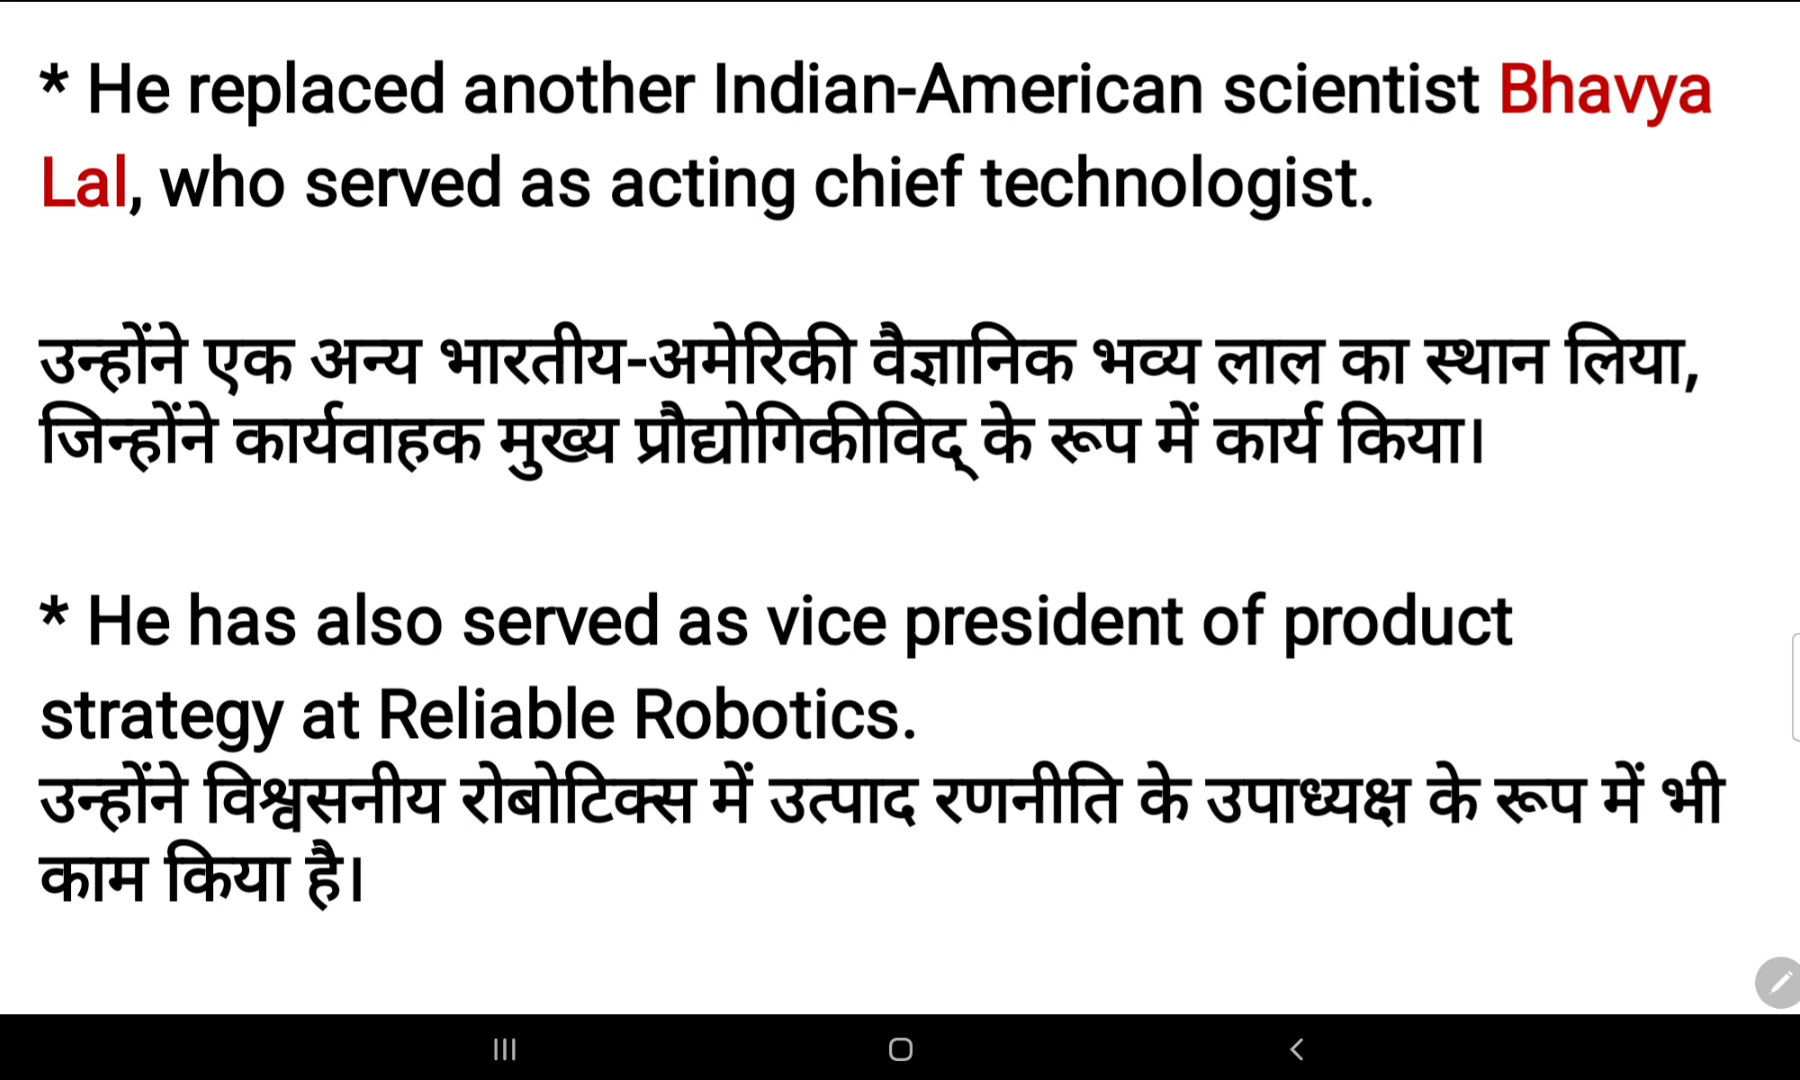 * He replaced another Indian-American scientist Bhavya
Lal, who served as acting chief technologist.
उन्होंने एक अन्य भारतीय-अमेरिकी वैज्ञानिक भव्य लाल का स्थान लिया,
जिन्होंने कार्यवाहक मुख्य प्रौद्योगिकीविद् के रूप में कार्य किया।
* He has also served as vice president of product
strategy at Reliable Robotics.
उन्होंने विश्वसनीय रोबोटिक्स में उत्पाद रणनीति के उपाध्यक्ष के रूप में भी
काम किया है।